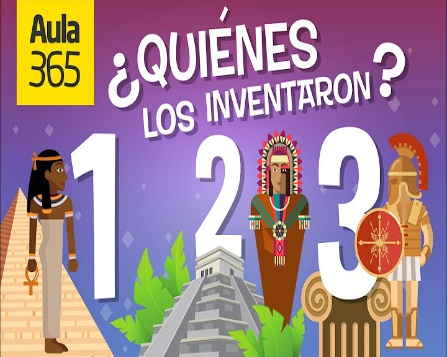 Aula
365
¿QUIÉNES
LOS INVENTARON?
1 2 3